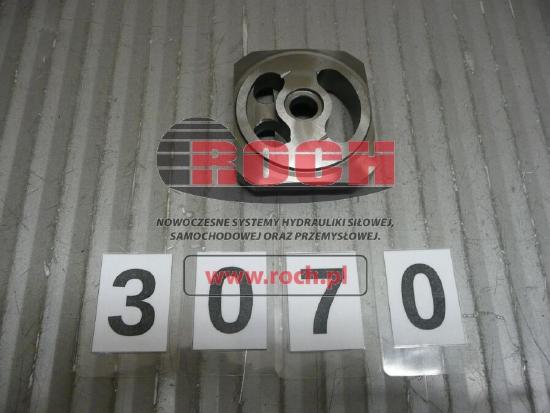 ROCH
NOWOCZESNE SYSTEMY HYDRAULIKI SIŁOWEJ,
SAMOCHODOWEJ ORAZ PRZEMYSŁOWEJ.
www.roch.pl
3 0 7 0